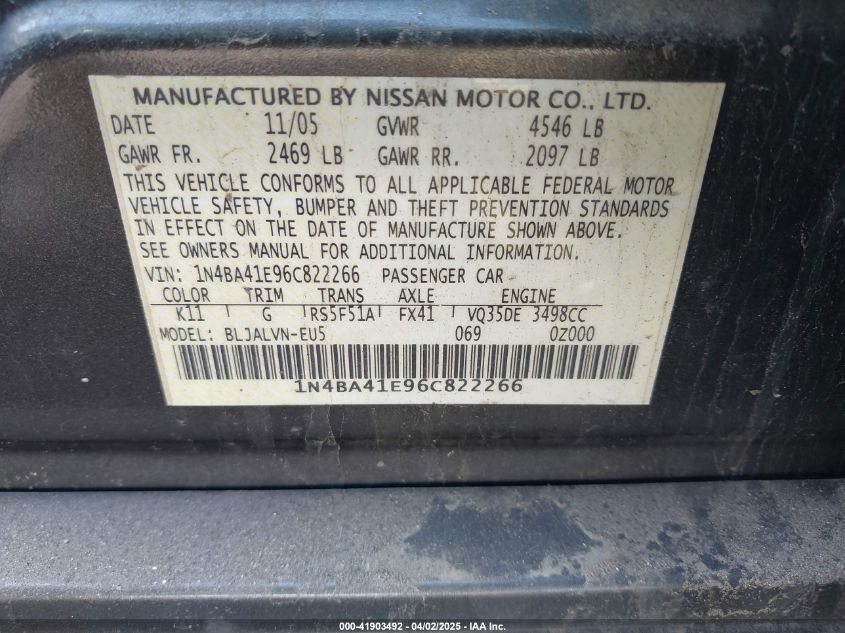 MANUFACTURED BY NISSAN MOTOR CO., LTD.
DATE 11/05 GVWR 4546 LB
GAWR FR. 2469 LB GAWR RR. 2097 LB
THIS VEHICLE CONFORMS TO ALL APPLICABLE FEDERAL MOTOR
VEHICLE SAFETY, BUMPER AND THEFT PREVENTION STANDARDS
IN EFFECT ON THE DATE OF MANUFACTURE SHOWN ABOVE.
SEE OWNERS MANUAL FOR ADDITIONAL INFORMATION.
VIN: 1N4BA41E96C822266 PASSENGER CAR
COLOR TRIM TRANS AXLE ENGINE
K11 G RS5F51A FX41 VQ35DE 3498CC
MODEL: BLJALVN-EU5 069 0Z000
1N4BA41E96C822266
000-41903492 - 04/02/2025 - IAA Inc.